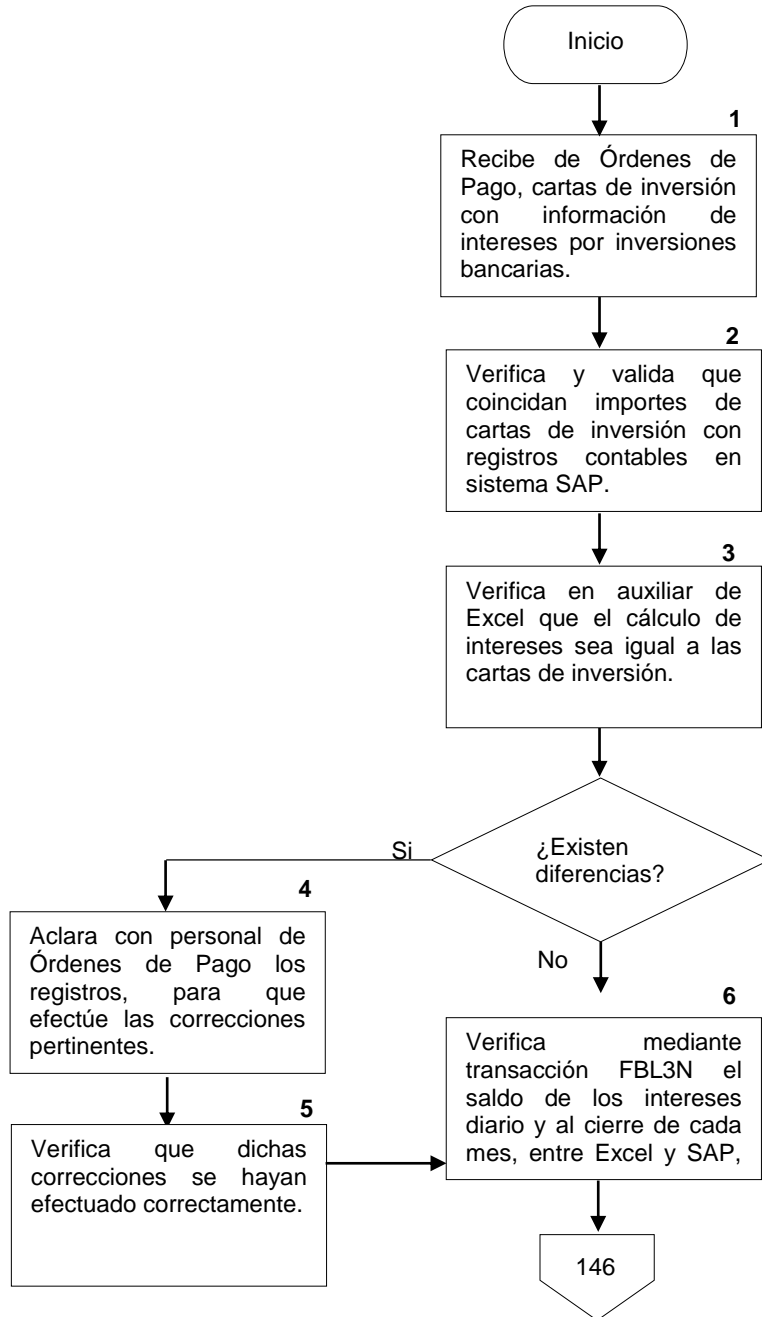 Inicio
1
Recibe de Órdenes de
Pago, cartas de inversión
con información de
intereses por inversiones
bancarias.
2
Verifica y valida que
coincidan importes de
cartas de inversión con
registros contables en
sistema SAP.
3
Verifica en auxiliar de
Excel que el cálculo de
intereses sea igual a las
cartas de inversión.
¿Existen
diferencias?
Si
No
4
Aclara con personal de
Órdenes de Pago los
registros, para que
efectúe las correcciones
pertinentes.
5
Verifica que dichas
correcciones se hayan
efectuado correctamente.
6
Verifica mediante
transacción FBL3N el
saldo de los intereses
diario y al cierre de cada
mes, entre Excel y SAP,
146